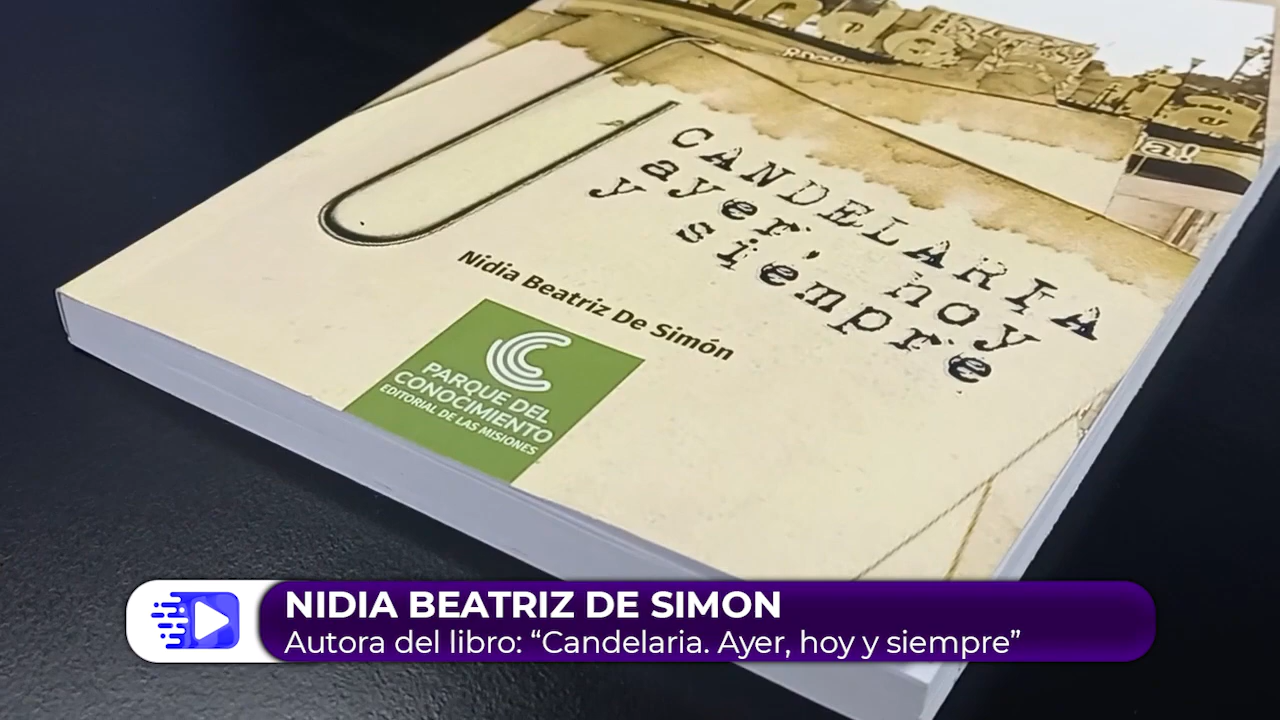 a!
CANDELARIA
ayer, hoy
y siempre
Nidia Beatriz De Simón
PARQUE DEL
CONOCIMIENTO
EDITORIAL DE LAS MISIONES
NIDIA BEATRIZ DE SIMON
Autora del libro: “Candelaria. Ayer, hoy y siempre”